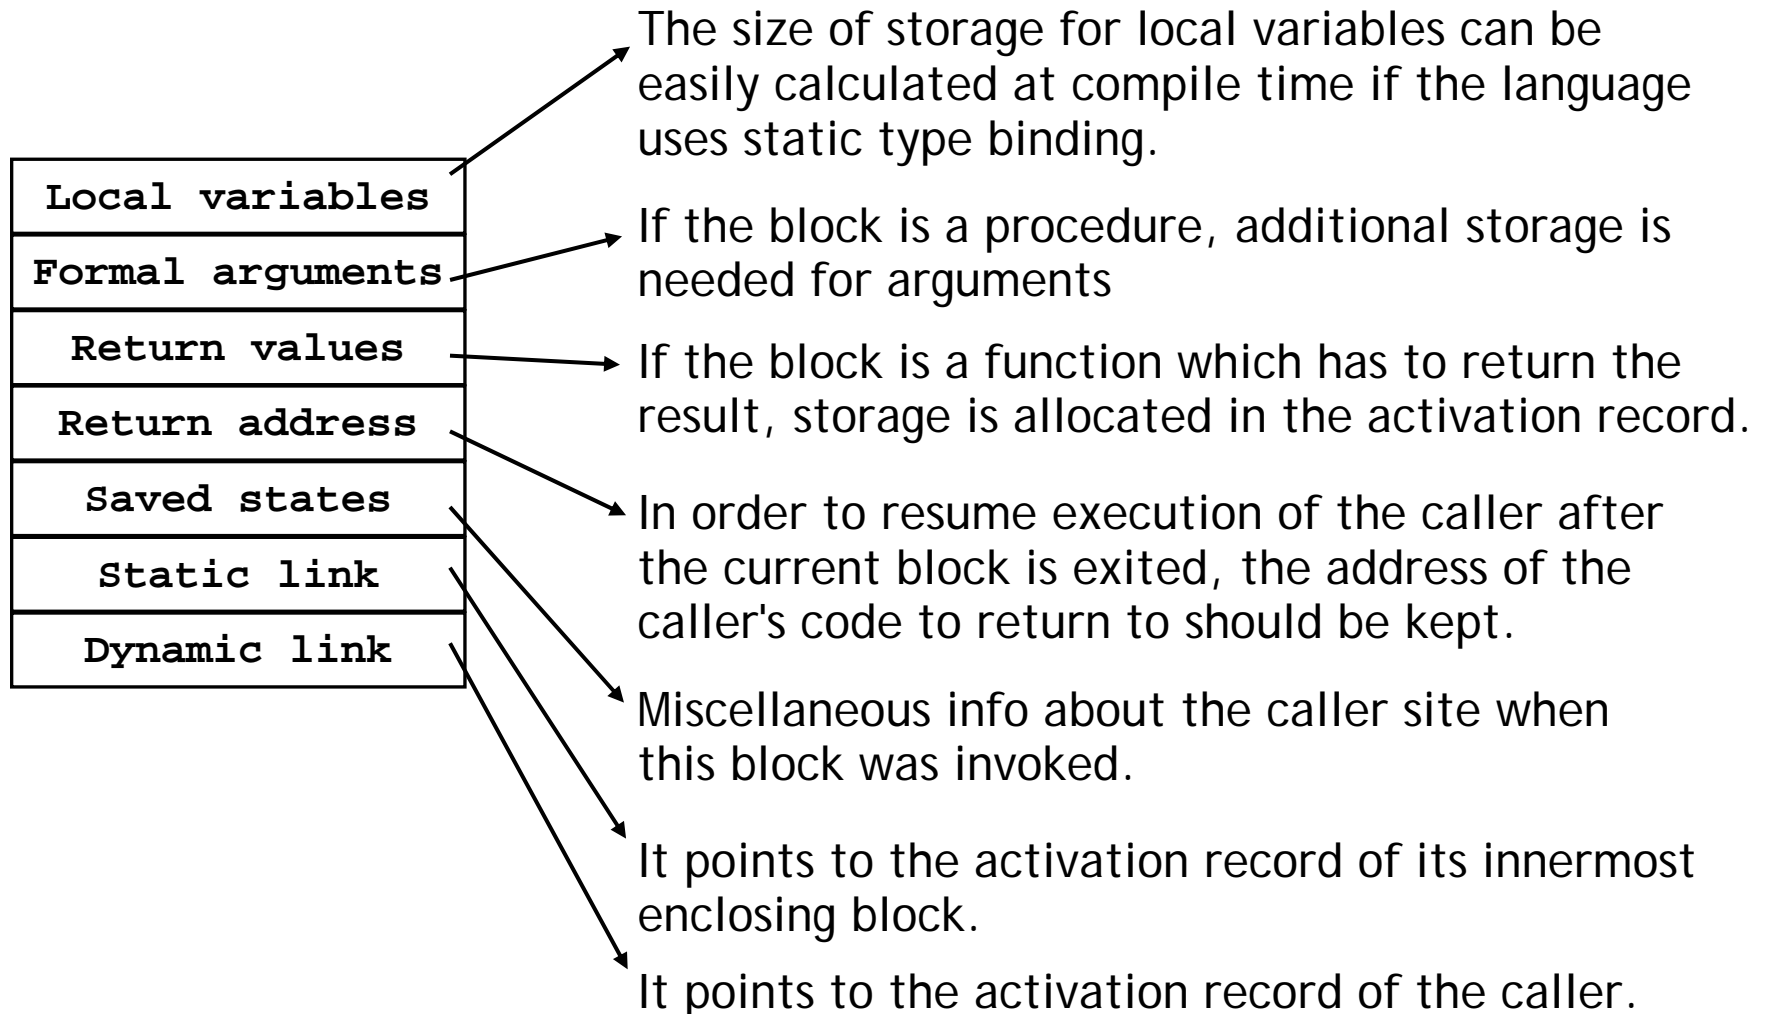 The size of storage for local variables can be
easily calculated at compile time if the language
uses static type binding.
Local variables
If the block is a procedure, additional storage is
needed for arguments
Formal arguments
Return values
If the block is a function which has to return the
result, storage is allocated in the activation record.
Return address
In order to resume execution of the caller after
the current block is exited, the address of the
caller's code to return to should be kept.
Saved states
Miscellaneous info about the caller site when
this block was invoked.
Static link
It points to the activation record of its innermost
enclosing block.
Dynamic link
It points to the activation record of the caller.